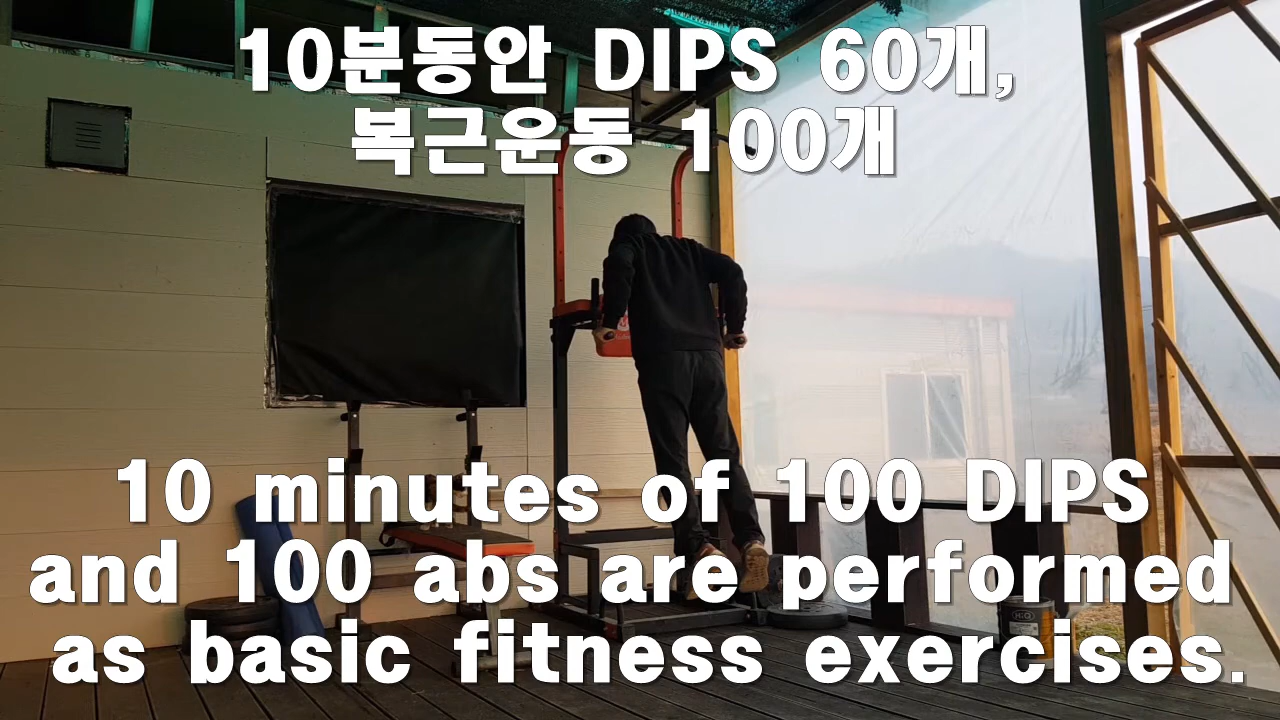 10분동안 DIPS 60개,
복근운동 100개
10 minutes of 100 DIPS
and 100 abs are performed
as basic fitness exercises.